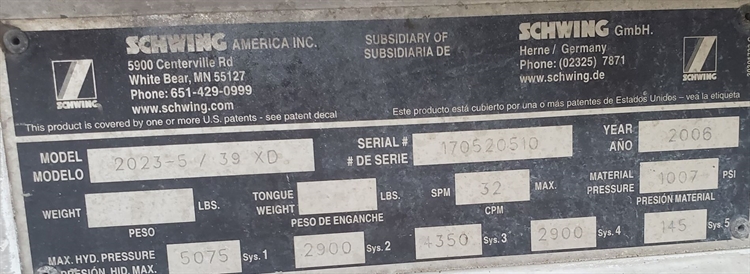 SCHWING AMERICA INC.
5900 Centerville Rd
White Bear, MN 55127
Phone: 651-429-0999
www.schwing.com
SUBSIDIARY OF
SUBSIDIARIA DE
SCHWING GmbH.
Herne / Germany
Phone: (02325) 7871
www.schwing.de
SCHWING
SCHWING
This product is covered by one or more U.S. patents - see patent decal
Este producto está cubierto por una o más patentes de Estados Unidos – vea la etiqueta
MODEL 2023-5 / 39 XD SERIAL # 170520510 YEAR 2006
MODELO # DE SERIE AÑO
WEIGHT LBS. TONGUE WEIGHT LBS. SPM 32 MAX. MATERIAL PRESSURE 1007 PSI
PESO PESO DE ENGANCHE CPM PRESIÓN MATERIAL
MAX. HYD. PRESSURE 5075 Sys. 1 2900 Sys. 2 4350 Sys. 3 2900 Sys. 4 145 Sys. 5
PRESIÓN HID. MAX.